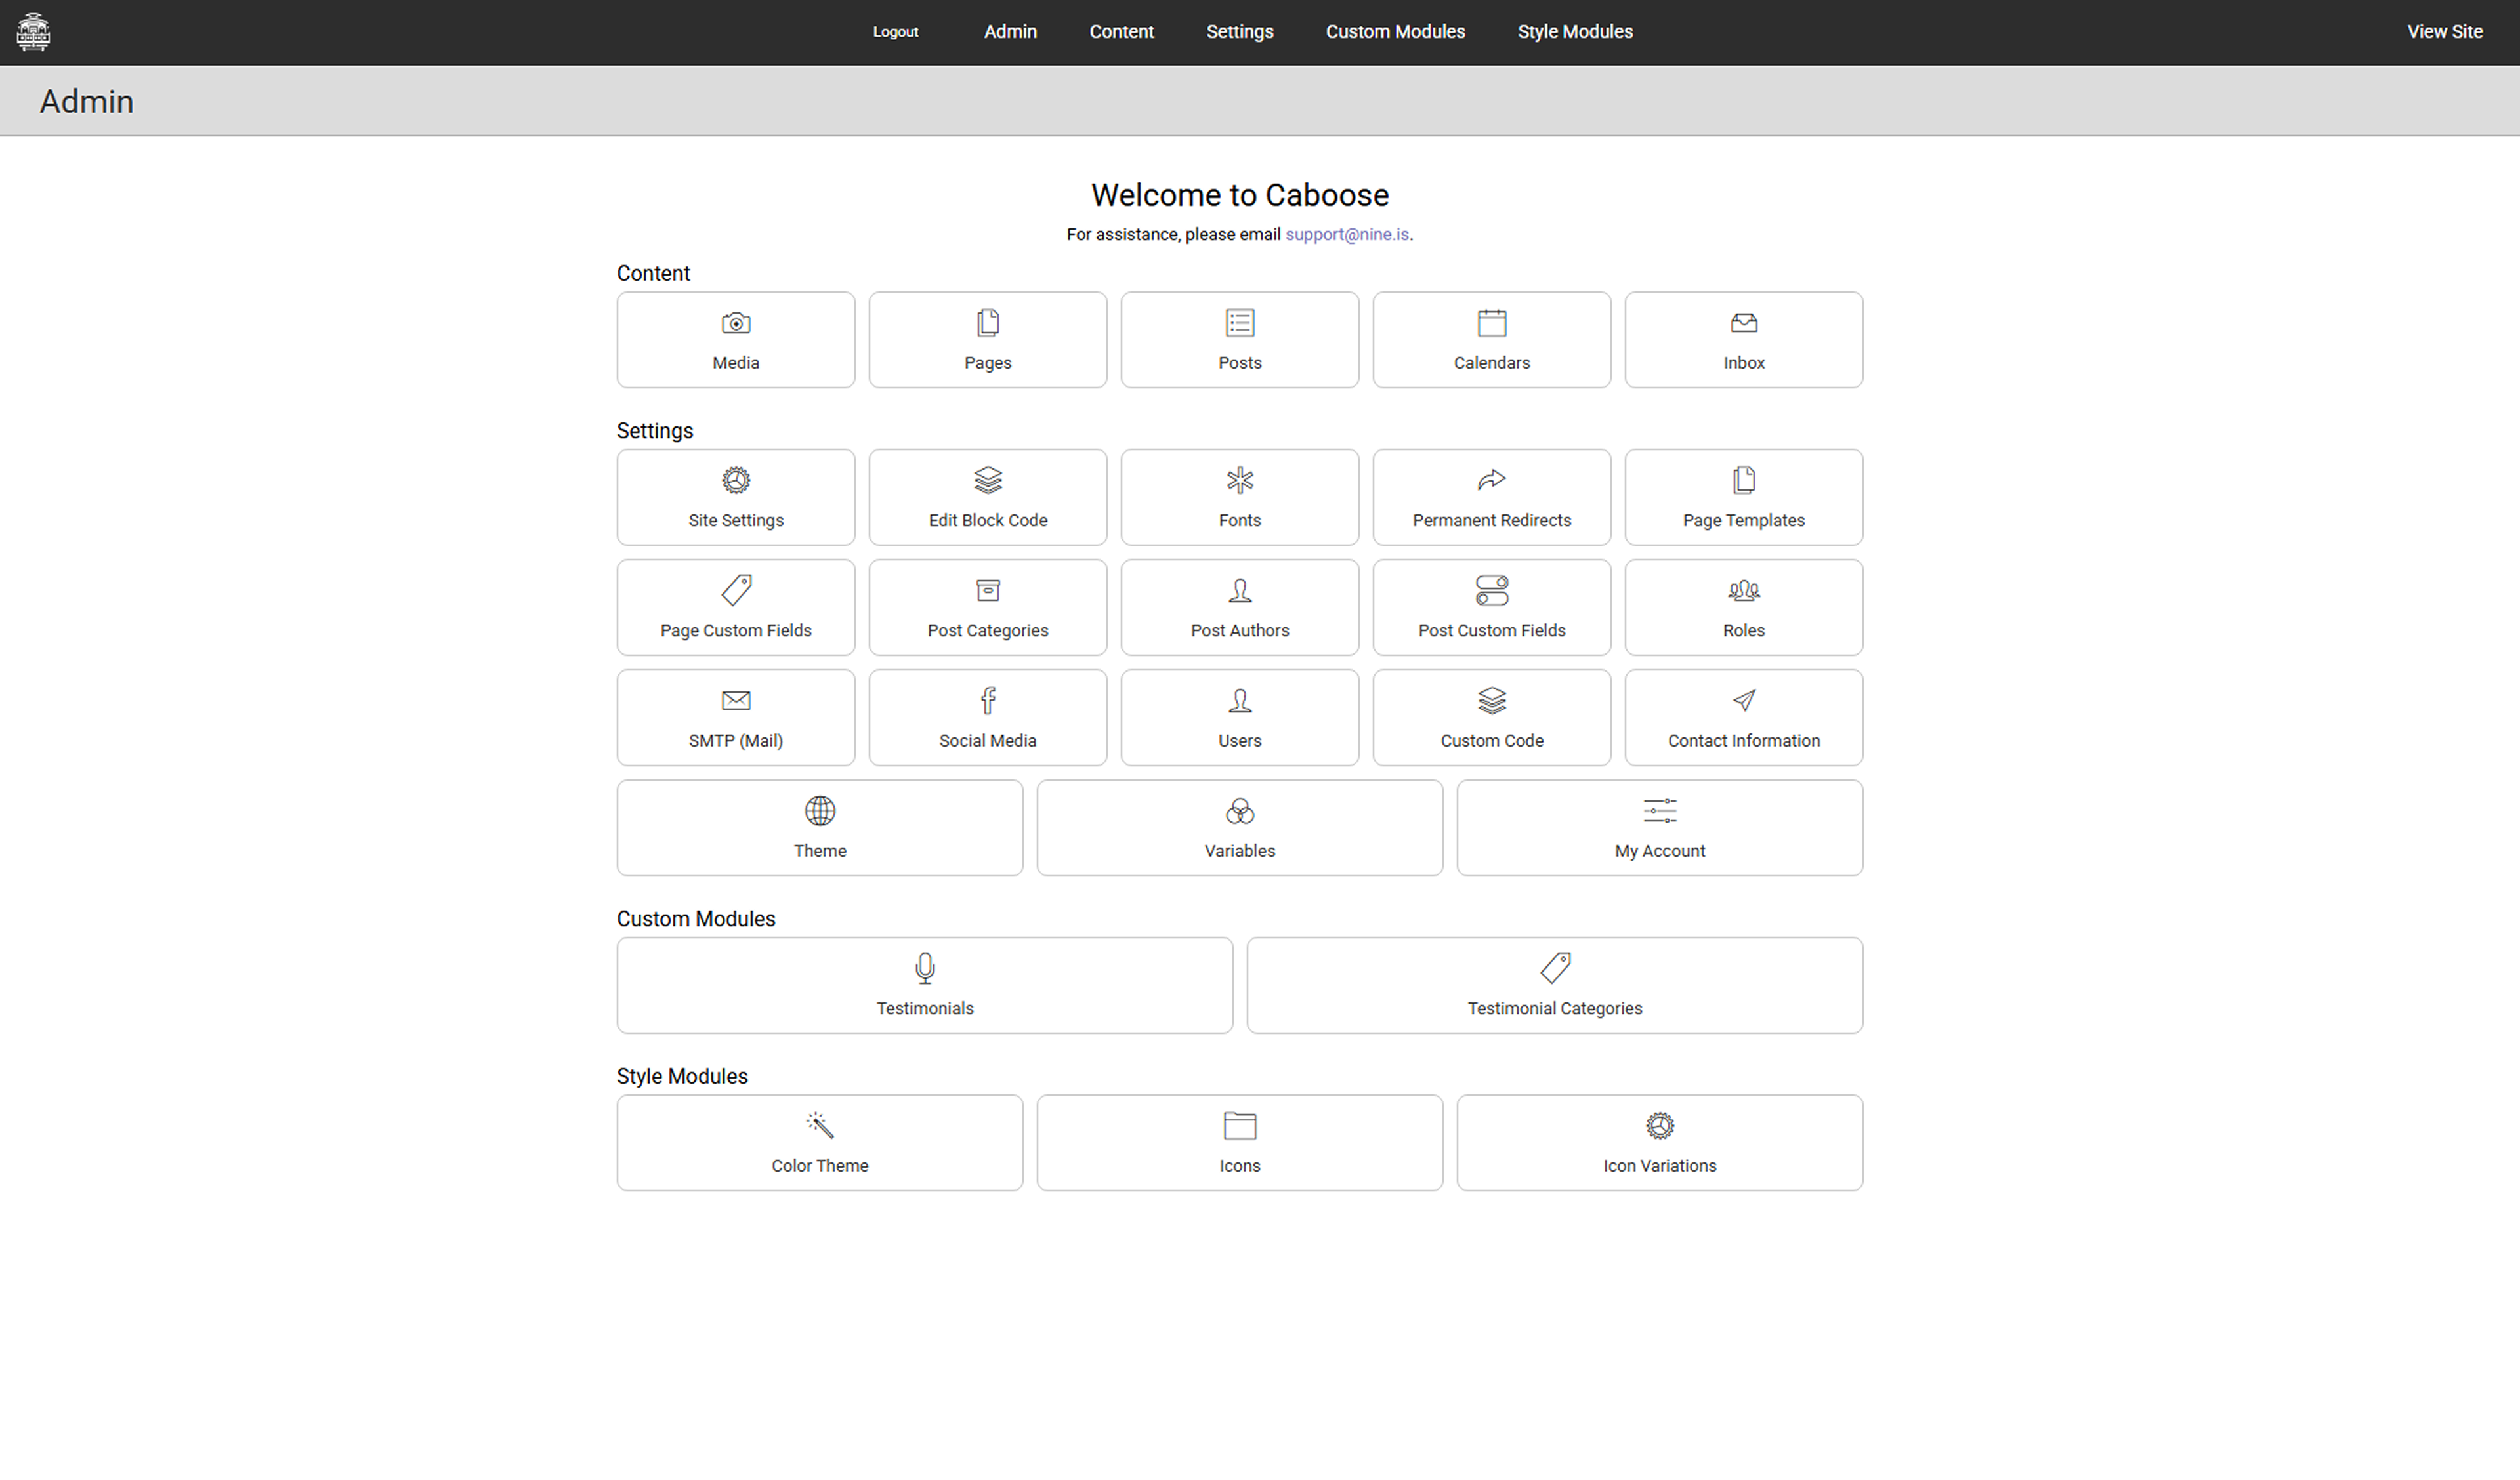 Logout Admin Content Settings Custom Modules Style Modules View Site
Admin
Welcome to Caboose
For assistance, please email support@nine.is.
Content
Media Pages Posts Calendars Inbox
Settings
Site Settings Edit Block Code Fonts Permanent Redirects Page Templates
Page Custom Fields Post Categories Post Authors Post Custom Fields Roles
SMTP (Mail) Social Media Users Custom Code Contact Information
Theme Variables My Account
Custom Modules
Testimonials Testimonial Categories
Style Modules
Color Theme Icons Icon Variations